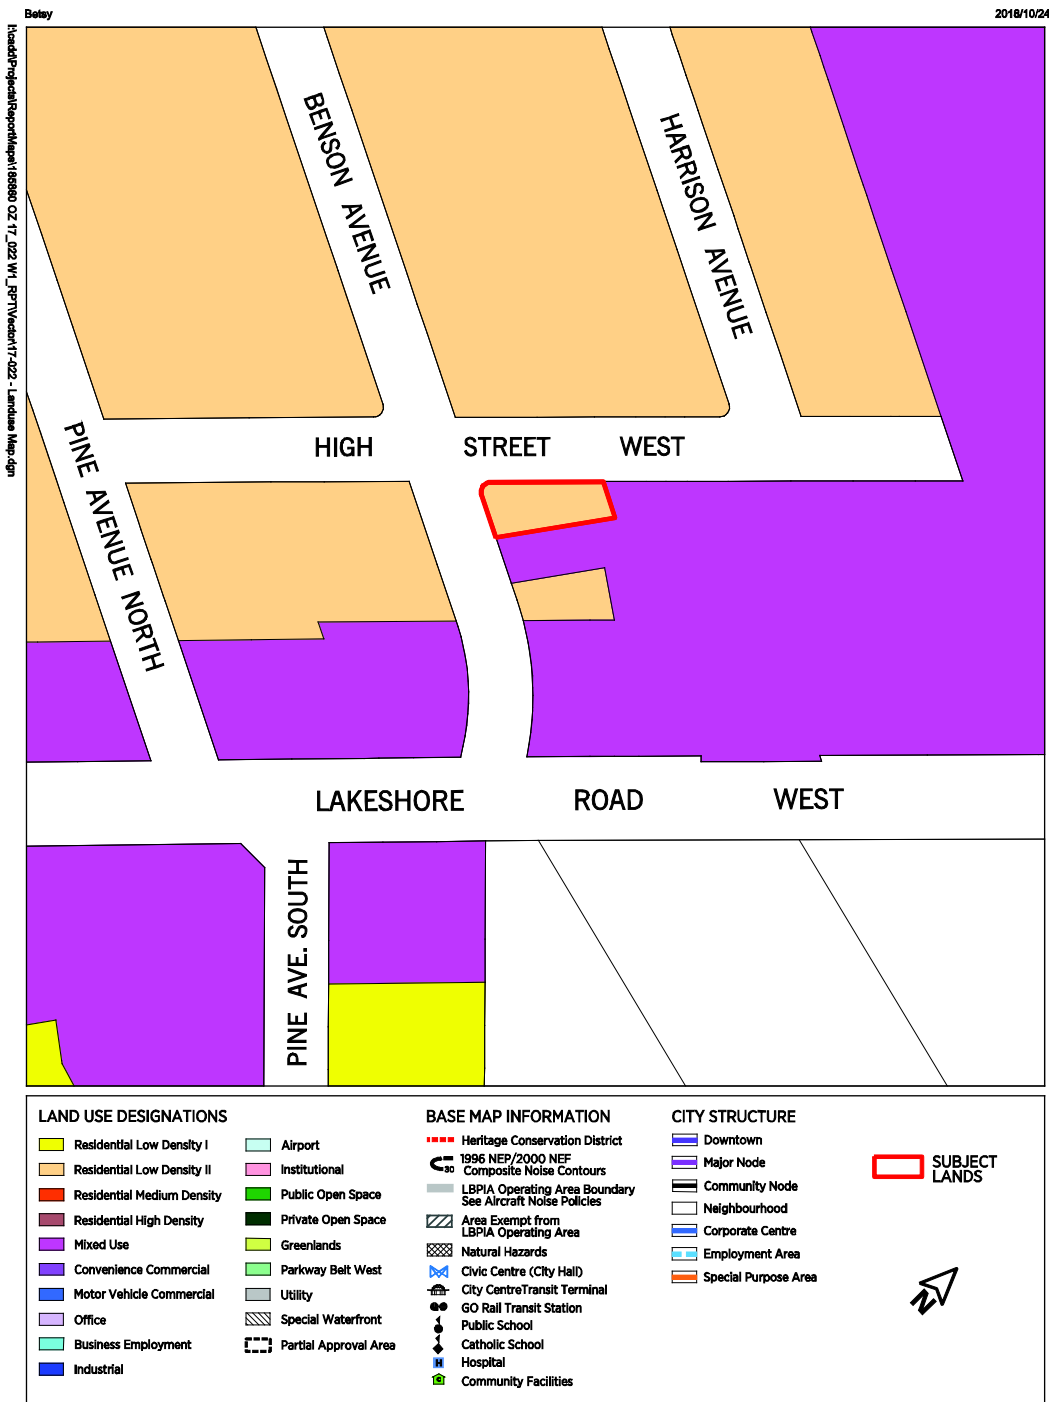 Betsy
2018/10/24
I:\cadd\Projects\ReportMaps\185880 OZ 17_022 W1_RPT\Vector\17-022 - Landuse Map.dgn
BENSON AVENUE
HARRISON AVENUE
HIGH STREET WEST
PINE AVENUE NORTH
LAKESHORE ROAD WEST
PINE AVE. SOUTH
LAND USE DESIGNATIONS
Residential Low Density I
Residential Low Density II
Residential Medium Density
Residential High Density
Mixed Use
Convenience Commercial
Motor Vehicle Commercial
Office
Business Employment
Industrial
Airport
Institutional
Public Open Space
Private Open Space
Greenlands
Parkway Belt West
Utility
Special Waterfront
Partial Approval Area
BASE MAP INFORMATION
Heritage Conservation District
30
1996 NEP/2000 NEF
Composite Noise Contours
LBPIA Operating Area Boundary
See Aircraft Noise Policies
Area Exempt from
LBPIA Operating Area
Natural Hazards
Civic Centre (City Hall)
City CentreTransit Terminal
GO Rail Transit Station
Public School
Catholic School
H Hospital
Community Facilities
CITY STRUCTURE
Downtown
Major Node
Community Node
Neighbourhood
Corporate Centre
Employment Area
Special Purpose Area
SUBJECT
LANDS
N